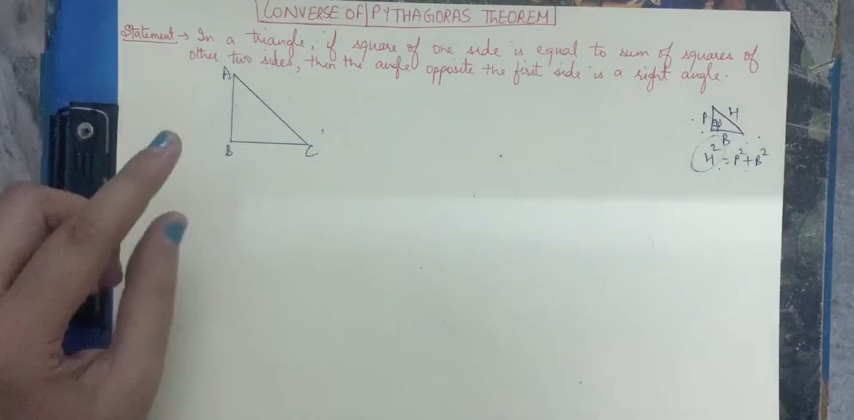 CONVERSE OF PYTHAGORAS THEOREM
Statement → In a triangle, if square of one side is equal to sum of squares of
other two sides, then the angle opposite the first side is a right angle.
A
B
C
P
H
B
H² = P² + B²